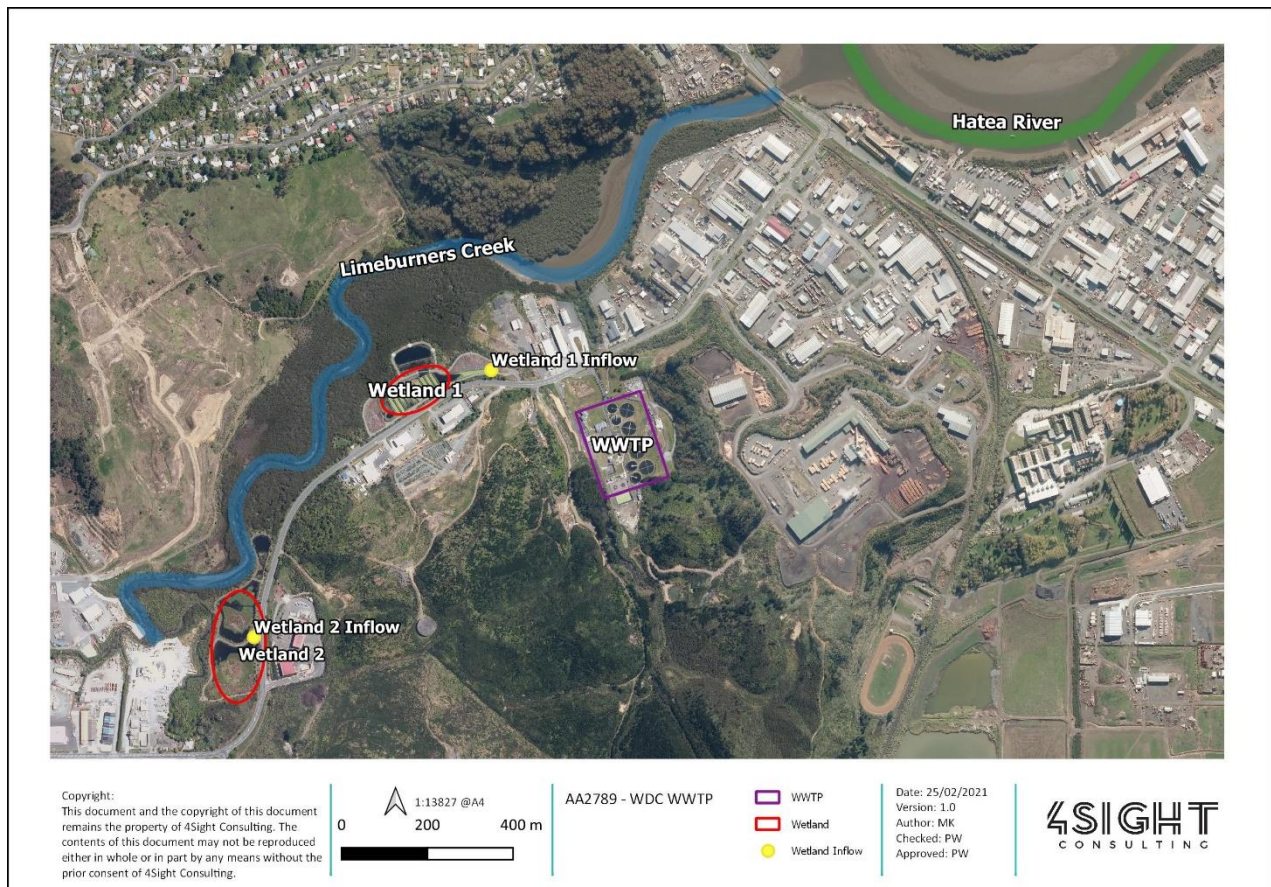 Hatea River
Limeburners Creek
Wetland 1 Inflow
Wetland 1
WWTP
Wetland 2 Inflow
Wetland 2
Copyright:
This document and the copyright of this document
remains the property of 4Sight Consulting. The
contents of this document may not be reproduced
either in whole or in part by any means without the
prior consent of 4Sight Consulting.
1:13827 @A4
0 200 400 m
AA2789 - WDC WWTP
WWTP
Wetland
Wetland Inflow
Date: 25/02/2021
Version: 1.0
Author: MK
Checked: PW
Approved: PW
4SIGHT
CONSULTING